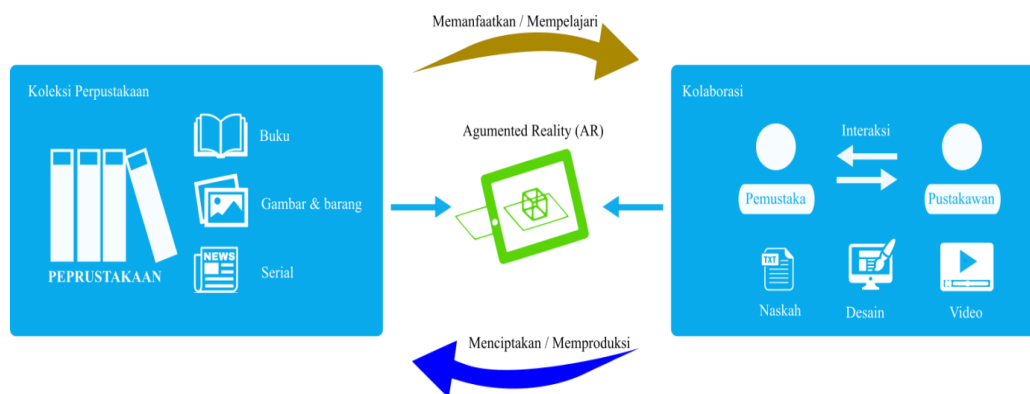 Memanfaatkan / Mempelajari
Koleksi Perpustakaan
Buku
Gambar & barang
NEWS
Serial
PEPRUSTAKAAN
Agumented Reality (AR)
Kolaborasi
Interaksi
Pemustaka
Pustakawan
TXT
Naskah
Desain
Video
Menciptakan / Memproduksi